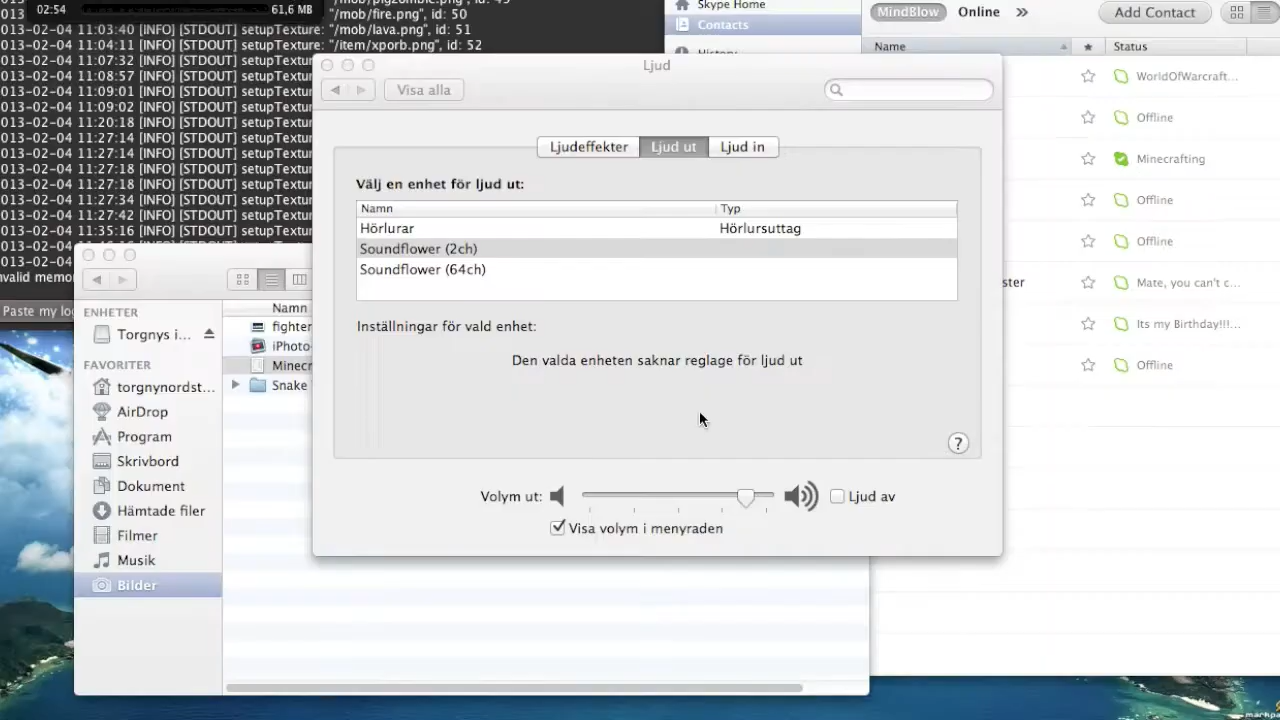 02:54 61,6 MB
"/mob/fire.png", id: 50
013-02-04 11:03:40 [INFO] [STDOUT] setupTexture: "/mob/lava.png", id: 51
013-02-04 11:04:11 [INFO] [STDOUT] setupTexture: "/item/xporb.png", id: 52
013-02-04 11:07:32 [INFO] [STDOUT] setupTextur
013-02-04 11:08:57 [INFO] [STDOUT] setupTextur
013-02-04 11:09:01 [INFO] [STDOUT] setupTextur
013-02-04 11:09:02 [INFO] [STDOUT] setupTextur
013-02-04 11:20:18 [INFO] [STDOUT] setupTextur
013-02-04 11:27:14 [INFO] [STDOUT] setupTextur
013-02-04 11:27:14 [INFO] [STDOUT] setupTextur
013-02-04 11:27:18 [INFO] [STDOUT] setupTextur
013-02-04 11:27:18 [INFO] [STDOUT] setupTextur
013-02-04 11:27:34 [INFO] [STDOUT] setupTextur
013-02-04 11:27:42 [INFO] [STDOUT] setupTextur
013-02-04 11:35:16 [INFO] [STDOUT] setupTextur
013-02-04
013-02-04
nvalid memor
Paste my lo
Skype Home
Contacts
History
MindBlow Online » Add Contact
Name Status
WorldOfWarcraft...
Offline
Minecrafting
Offline
Offline
ster Mate, you can't c...
Its my Birthday!!!...
Offline
Ljud
Visa alla
Ljudeffekter Ljud ut Ljud in
Välj en enhet för ljud ut:
Namn Typ
Hörlurar Hörlursuttag
Soundflower (2ch)
Soundflower (64ch)
Inställningar för vald enhet:
Den valda enheten saknar reglage för ljud ut
?
Volym ut: Ljud av
Visa volym i menyraden
ENHETER
Torgnys i...
FAVORITER
torgnynordst...
AirDrop
Program
Skrivbord
Dokument
Hämtade filer
Filmer
Musik
Bilder
Namn
fighter
iPhoto
Minecr
Snake